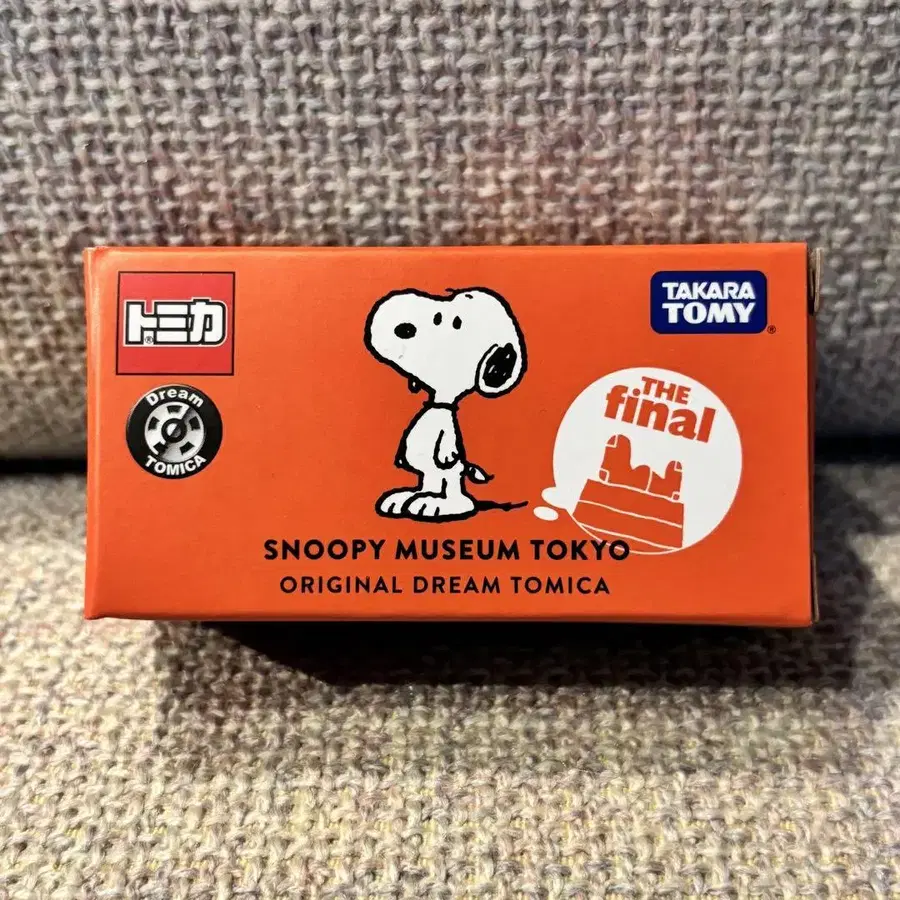 トミカ
®
Dream
TOMICA
TAKARA
TOMY
®
THE
final
SNOOPY MUSEUM TOKYO
ORIGINAL DREAM TOMICA